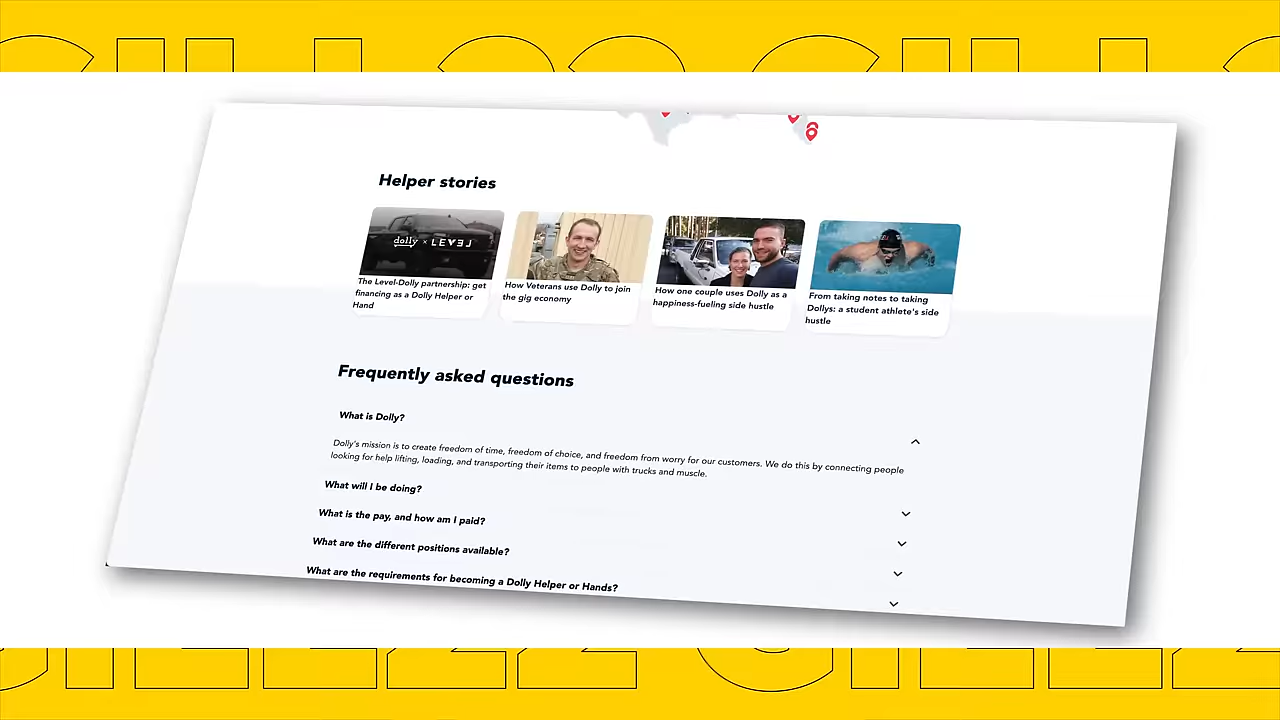 Helper stories
dolly x LEVEL
The Level-Dolly partnership: get
financing as a Dolly Helper or
Hand
How Veterans use Dolly to join
the gig economy
How one couple uses Dolly as a
happiness-fueling side hustle
From taking notes to taking
Dollys: a student athlete's side
hustle
Frequently asked questions
What is Dolly?
Dolly's mission is to create freedom of time, freedom of choice, and freedom from worry for our customers. We do this by connecting people
looking for help lifting, loading, and transporting their items to people with trucks and muscle.
What will I be doing?
What is the pay, and how am I paid?
What are the different positions available?
What are the requirements for becoming a Dolly Helper or Hands?